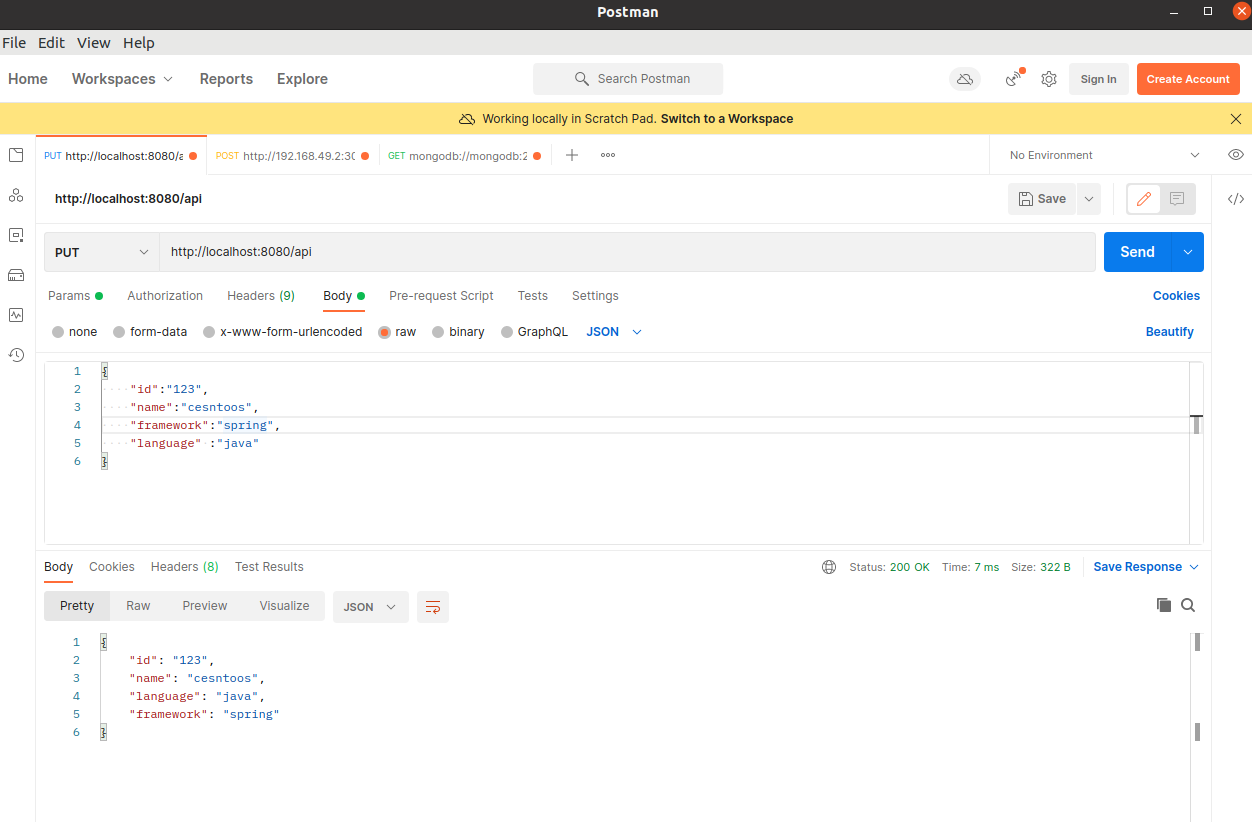 Postman
File Edit View Help
Home Workspaces Reports Explore Search Postman Sign In Create Account
Working locally in Scratch Pad. Switch to a Workspace
PUT http://localhost:8080/a POST http://192.168.49.2:30 GET mongodb://mongodb:2 No Environment
http://localhost:8080/api Save
PUT http://localhost:8080/api Send
Params Authorization Headers (9) Body Pre-request Script Tests Settings Cookies
none form-data x-www-form-urlencoded raw binary GraphQL JSON Beautify
1 {
2 "id":"123",
3 "name":"cesntoos",
4 "framework":"spring",
5 "language" :"java"
6 }
Body Cookies Headers (8) Test Results Status: 200 OK Time: 7 ms Size: 322 B Save Response
Pretty Raw Preview Visualize JSON
1 {
2 "id": "123",
3 "name": "cesntoos",
4 "language": "java",
5 "framework": "spring"
6 }